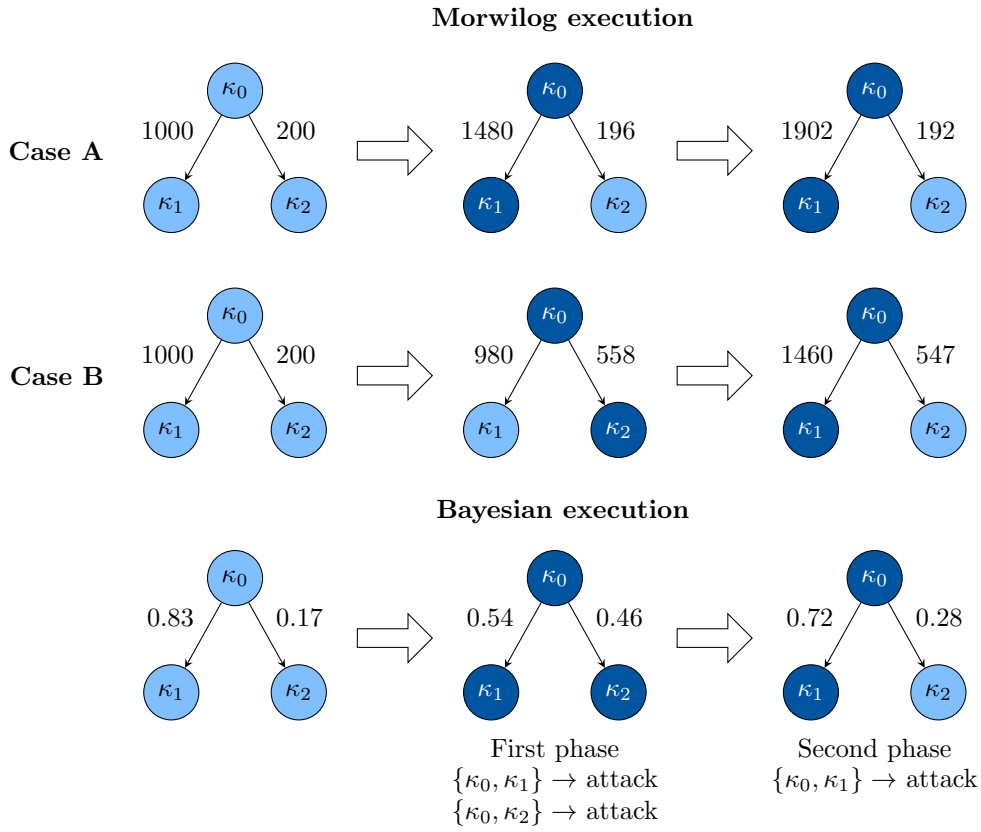 Morwilog execution
κ₀ κ₀ κ₀
Case A 1000 200 1480 196 1902 192
κ₁ κ₂ κ₁ κ₂ κ₁ κ₂
κ₀ κ₀ κ₀
Case B 1000 200 980 558 1460 547
κ₁ κ₂ κ₁ κ₂ κ₁ κ₂
Bayesian execution
κ₀ κ₀ κ₀
0.83 0.17 0.54 0.46 0.72 0.28
κ₁ κ₂ κ₁ κ₂ κ₁ κ₂
First phase Second phase
{κ₀, κ₁} → attack {κ₀, κ₁} → attack
{κ₀, κ₂} → attack